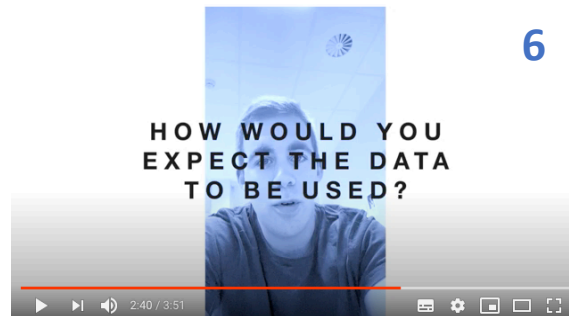 6
HOW WOULD YOU
EXPECT THE DATA
TO BE USED?
2:40 / 3:51